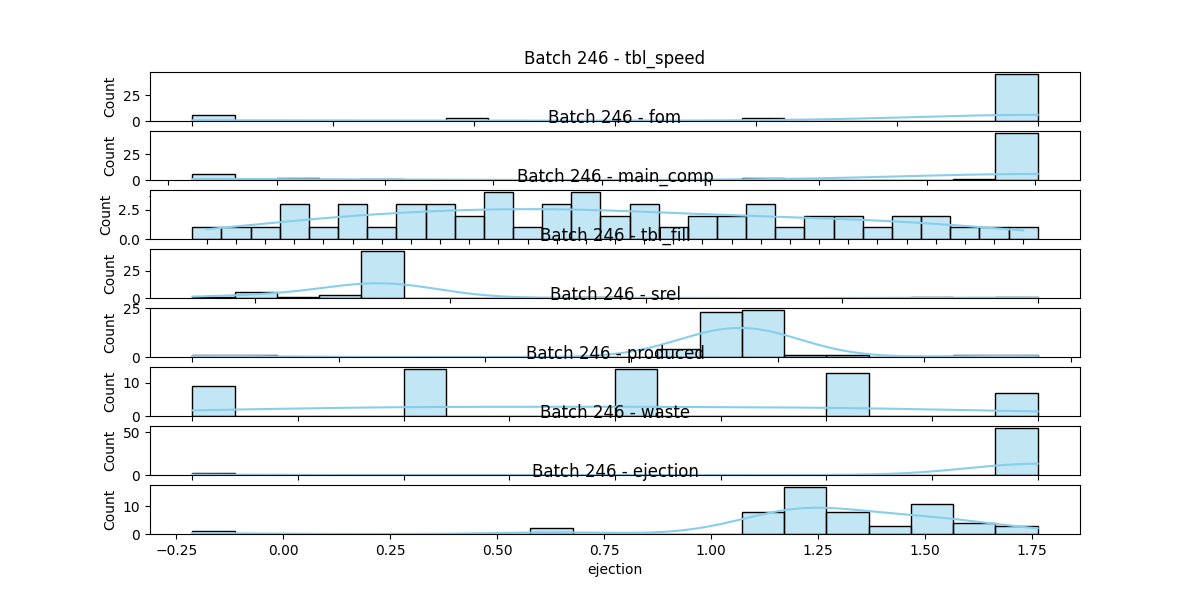 Batch 246 - tbl_speed
Count
25
0
Batch 246 - fom
Count
25
0
Batch 246 - main_comp
Count
2.5
0.0
Batch 246 - tbl_fill
Count
25
0
Batch 246 - srel
Count
25
0
Batch 246 - produced
Count
10
0
Batch 246 - waste
Count
50
0
Batch 246 - ejection
Count
10
0
−0.25 0.00 0.25 0.50 0.75 1.00 1.25 1.50 1.75
ejection